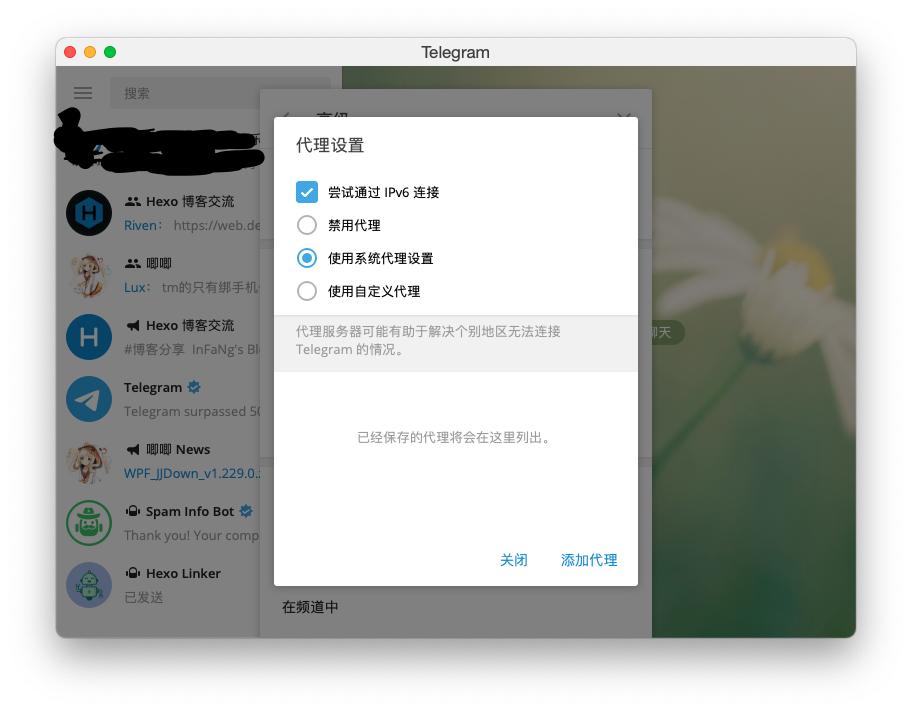 Telegram
搜索
高级
代理设置
尝试通过 IPv6 连接
禁用代理
使用系统代理设置
使用自定义代理
代理服务器可能有助于解决个别地区无法连接
Telegram 的情况。
已经保存的代理将会在这里列出。
关闭
添加代理
在频道中
聊天
Hexo 博客交流
Riven: https://web.de
唧唧
Lux: tm的只有绑手机
Hexo 博客交流
#博客分享 InFaNg's Bl
Telegram
Telegram surpassed 50
唧唧 News
WPF_JJDown_v1.229.0.
Spam Info Bot
Thank you! Your comp
Hexo Linker
已发送